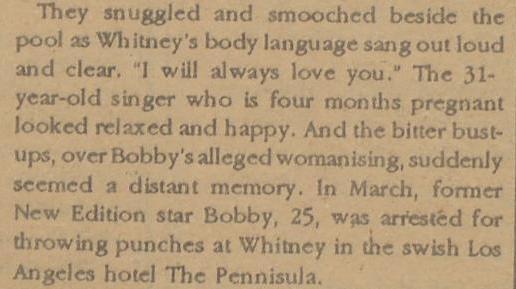 They snuggled and smooched beside the
pool as Whitney's body language sang out loud
and clear. "I will always love you." The 31-
year-old singer who is four months pregnant
looked relaxed and happy. And the bitter bust-
ups, over Bobby's alleged womanising, suddenly
seemed a distant memory. In March, former
New Edition star Bobby, 25, was arrested for
throwing punches at Whitney in the swish Los
Angeles hotel The Pennisula.